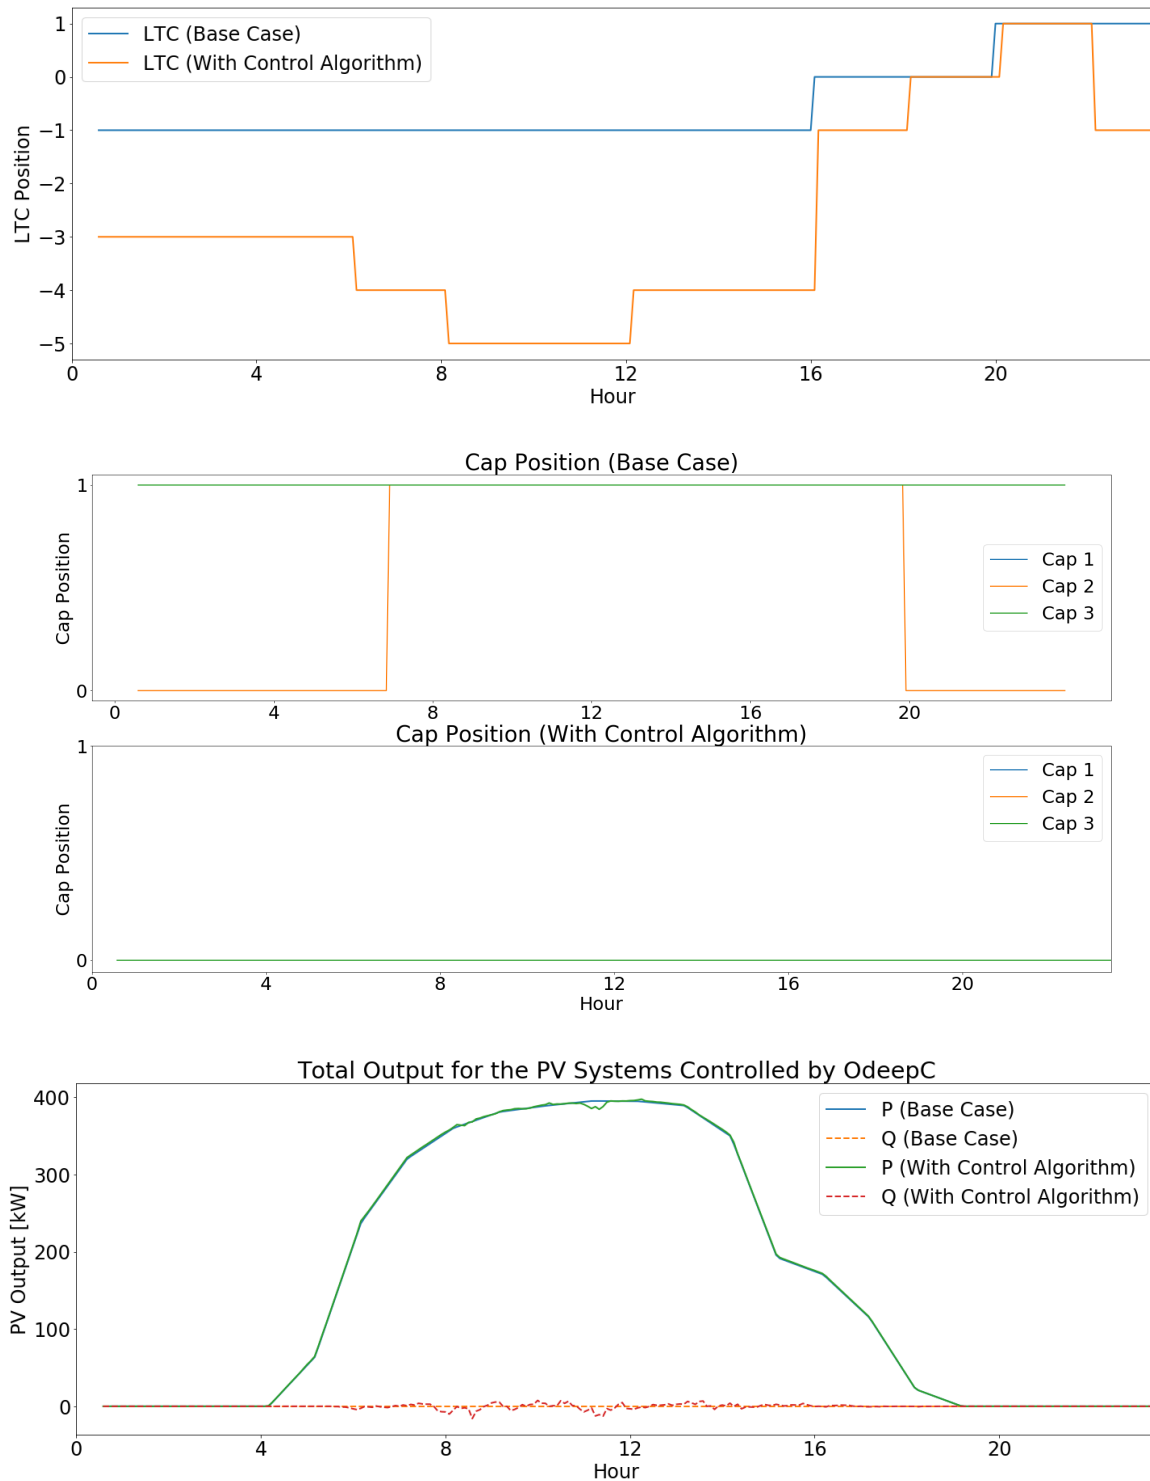 LTC (Base Case)
LTC (With Control Algorithm)
1
0
−1
−2
−3
−4
−5
LTC Position
0 4 8 12 16 20
Hour
Cap Position (Base Case)
1
0
Cap Position
Cap 1
Cap 2
Cap 3
0 4 8 12 16 20
Cap Position (With Control Algorithm)
1
0
Cap Position
Cap 1
Cap 2
Cap 3
0 4 8 12 16 20
Hour
Total Output for the PV Systems Controlled by OdeepC
400
300
200
100
0
PV Output [kW]
P (Base Case)
Q (Base Case)
P (With Control Algorithm)
Q (With Control Algorithm)
0 4 8 12 16 20
Hour